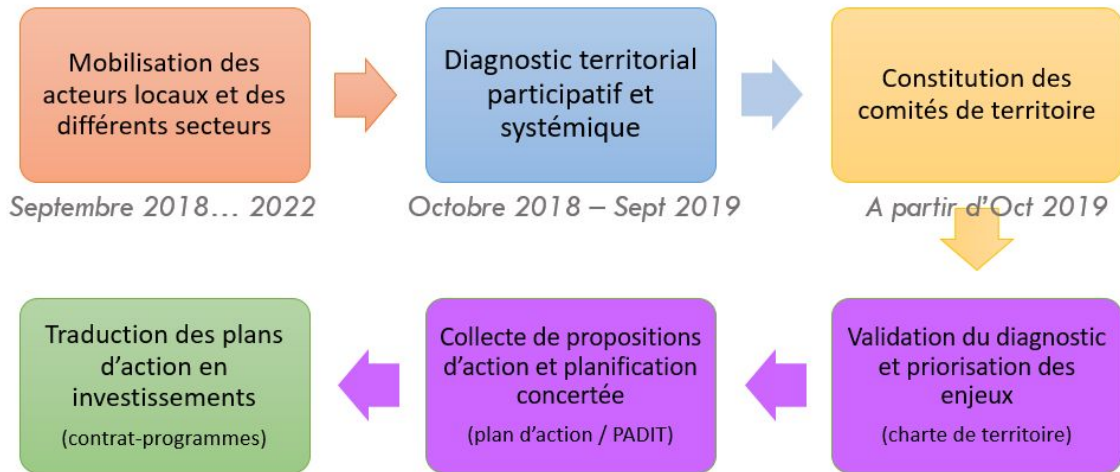 Mobilisation des
acteurs locaux et des
différents secteurs
Septembre 2018… 2022
Diagnostic territorial
participatif et
systémique
Octobre 2018 – Sept 2019
Constitution des
comités de territoire
A partir d’Oct 2019
Validation du diagnostic
et priorisation des
enjeux
(charte de territoire)
Collecte de propositions
d’action et planification
concertée
(plan d’action / PADIT)
Traduction des plans
d’action en
investissements
(contrat-programmes)